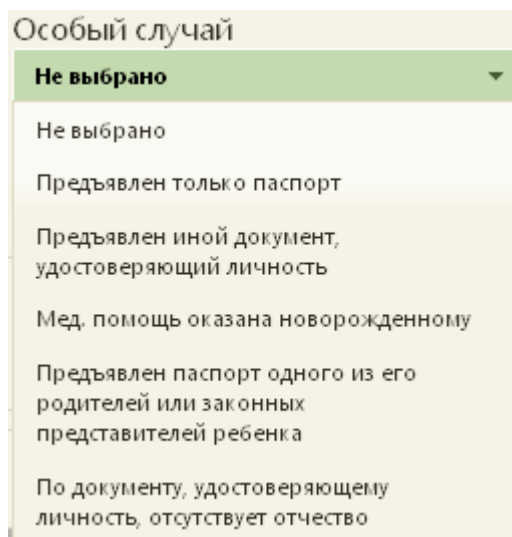 Особый случай
Не выбрано
Не выбрано
Предъявлен только паспорт
Предъявлен иной документ,
удостоверяющий личность
Мед. помощь оказана новорожденному
Предъявлен паспорт одного из его
родителей или законных
представителей ребенка
По документу, удостоверяющему
личность, отсутствует отчество